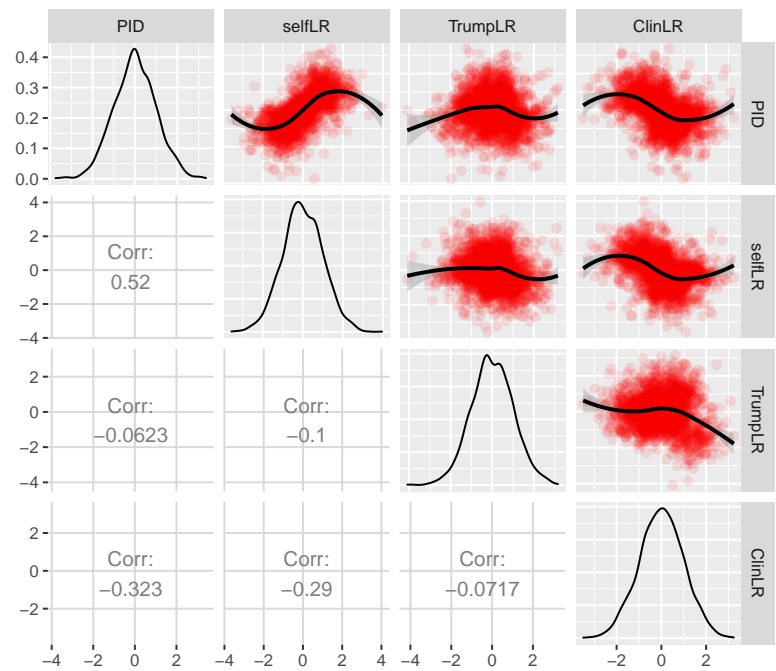 PID selfLR TrumpLR ClinLR
0.4
0.3
0.2
0.1
0.0
PID
4
2
0
−2
−4
Corr:
0.52
selfLR
2
0
−2
−4
Corr:
−0.0623
Corr:
−0.1
TrumpLR
2
0
−2
Corr:
−0.323
Corr:
−0.29
Corr:
−0.0717
ClinLR
−4 −2 0 2 −4 −2 0 2 4 −4 −2 0 2 −2 0 2